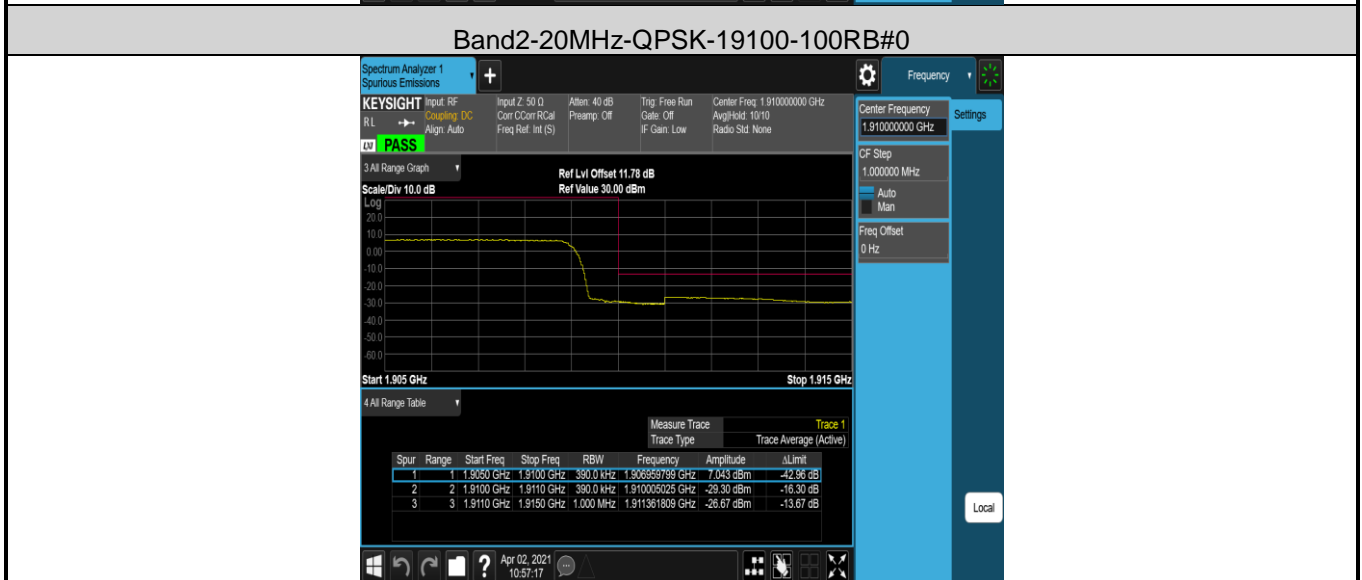 Band2-20MHz-QPSK-19100-100RB#0
Spectrum Analyzer 1
Spurious Emissions
+
Frequency
KEYSIGHT Input: RF Input Z: 50 Ω Atten: 40 dB Trig: Free Run Center Freq: 1.910000000 GHz
RL Coupling: DC Corr CCorr RCal Preamp: Off Gate: Off Avg|Hold: 10/10
Align: Auto Freq Ref: Int (S) IF Gain: Low Radio Std: None
LXI PASS
Center Frequency
1.910000000 GHz
Settings
CF Step
1.000000 MHz
Auto
Man
Freq Offset
0 Hz
3 All Range Graph
Ref Lvl Offset 11.78 dB
Scale/Div 10.0 dB Ref Value 30.00 dBm
Log
20.0
10.0
0.00
-10.0
-20.0
-30.0
-40.0
-50.0
-60.0
Start 1.905 GHz Stop 1.915 GHz
4 All Range Table
Measure Trace Trace 1
Trace Type Trace Average (Active)
Spur Range Start Freq Stop Freq RBW Frequency Amplitude ΔLimit
1 1 1.9050 GHz 1.9100 GHz 390.0 kHz 1.906959799 GHz 7.043 dBm -42.96 dB
2 2 1.9100 GHz 1.9110 GHz 390.0 kHz 1.910005025 GHz -29.30 dBm -16.30 dB
3 3 1.9110 GHz 1.9150 GHz 1.000 MHz 1.911361809 GHz -26.67 dBm -13.67 dB
Local
? Apr 02, 2021
10:57:17